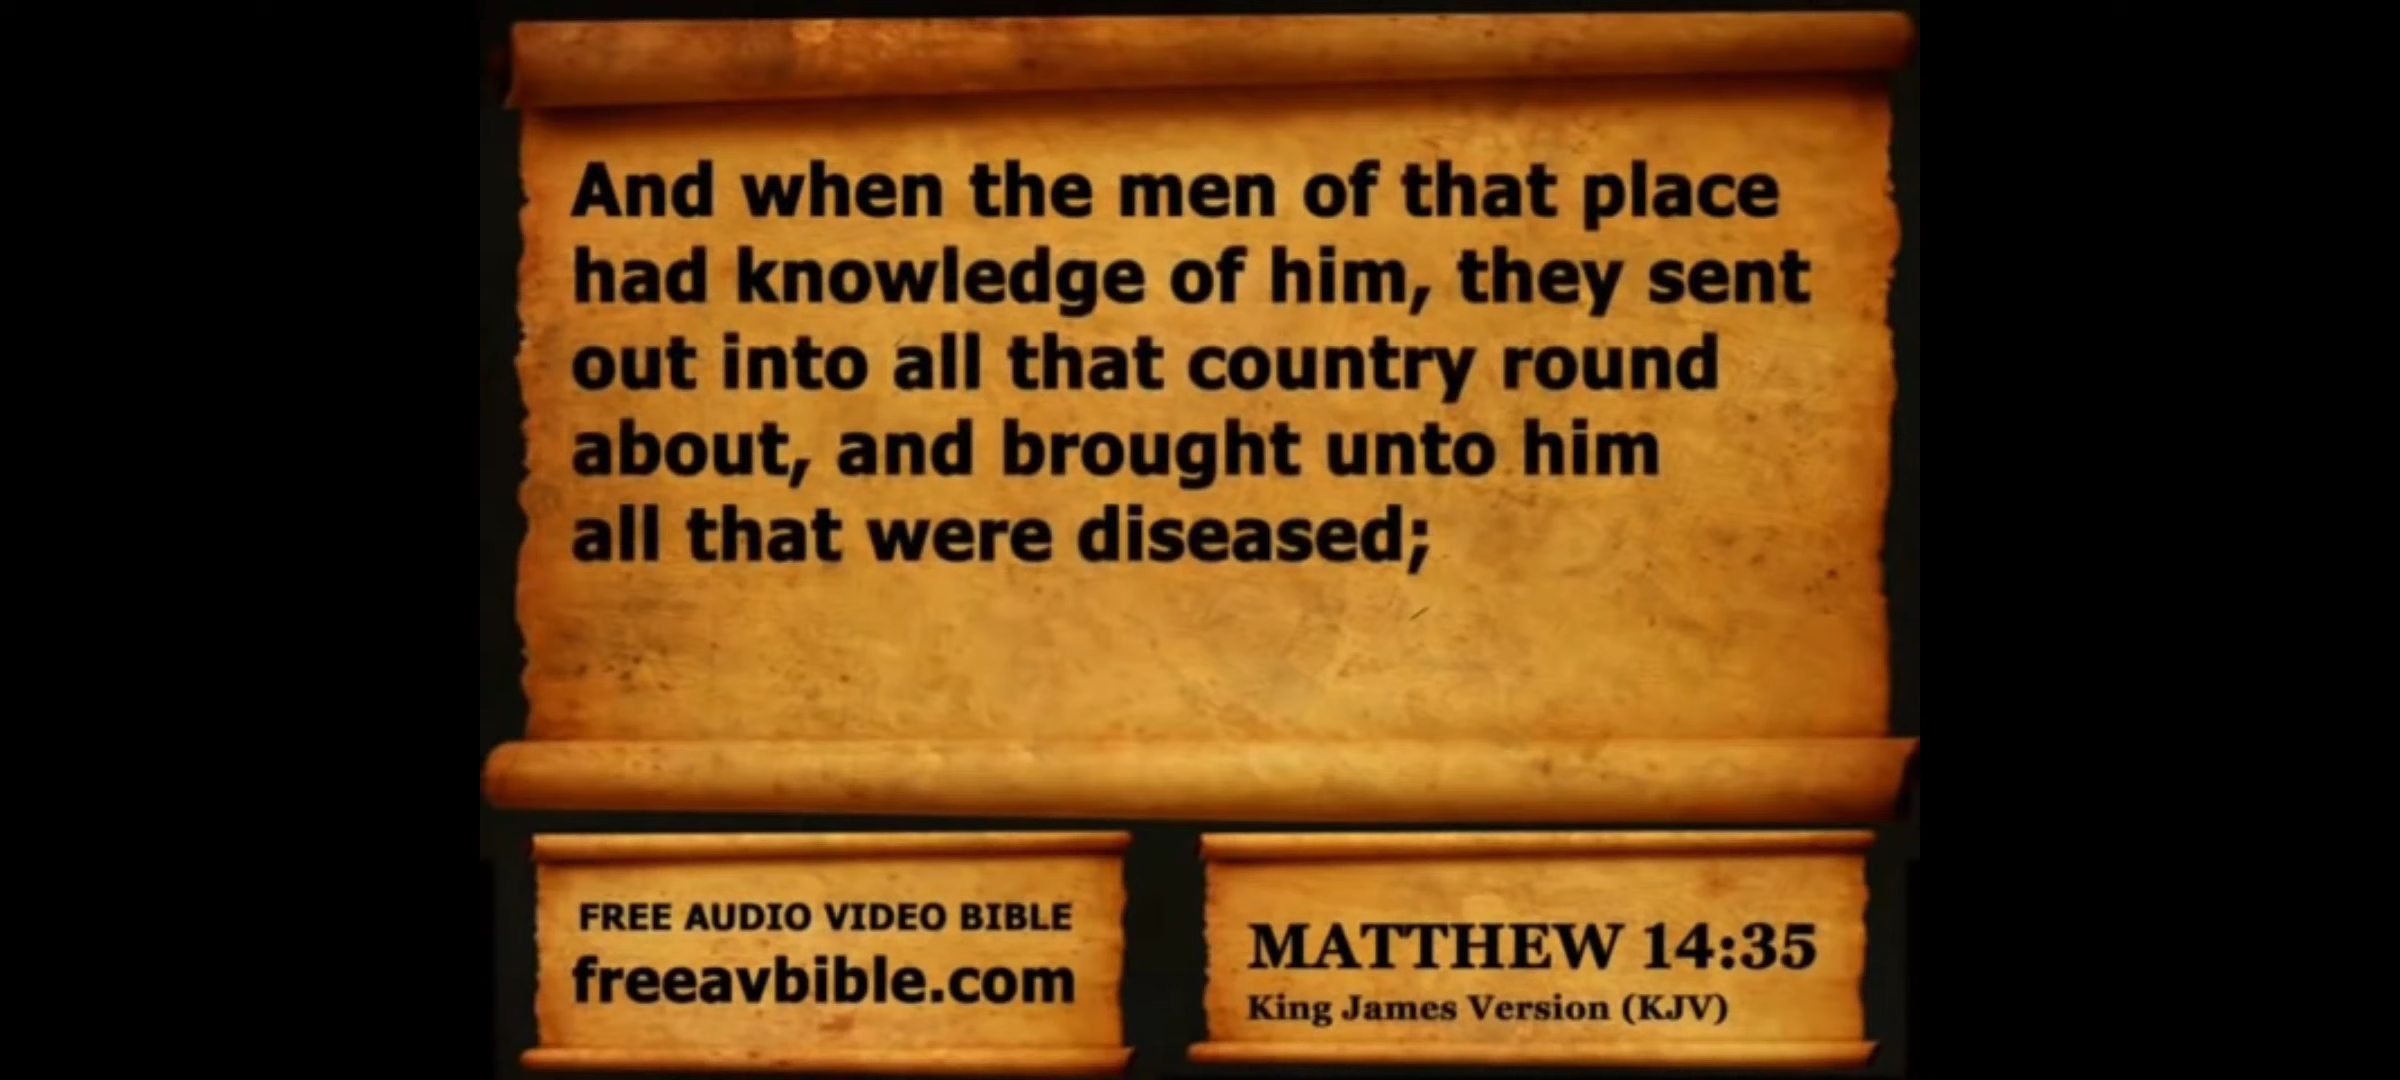 And when the men of that place
had knowledge of him, they sent
out into all that country round
about, and brought unto him
all that were diseased;
FREE AUDIO VIDEO BIBLE
freeavbible.com
MATTHEW 14:35
King James Version (KJV)